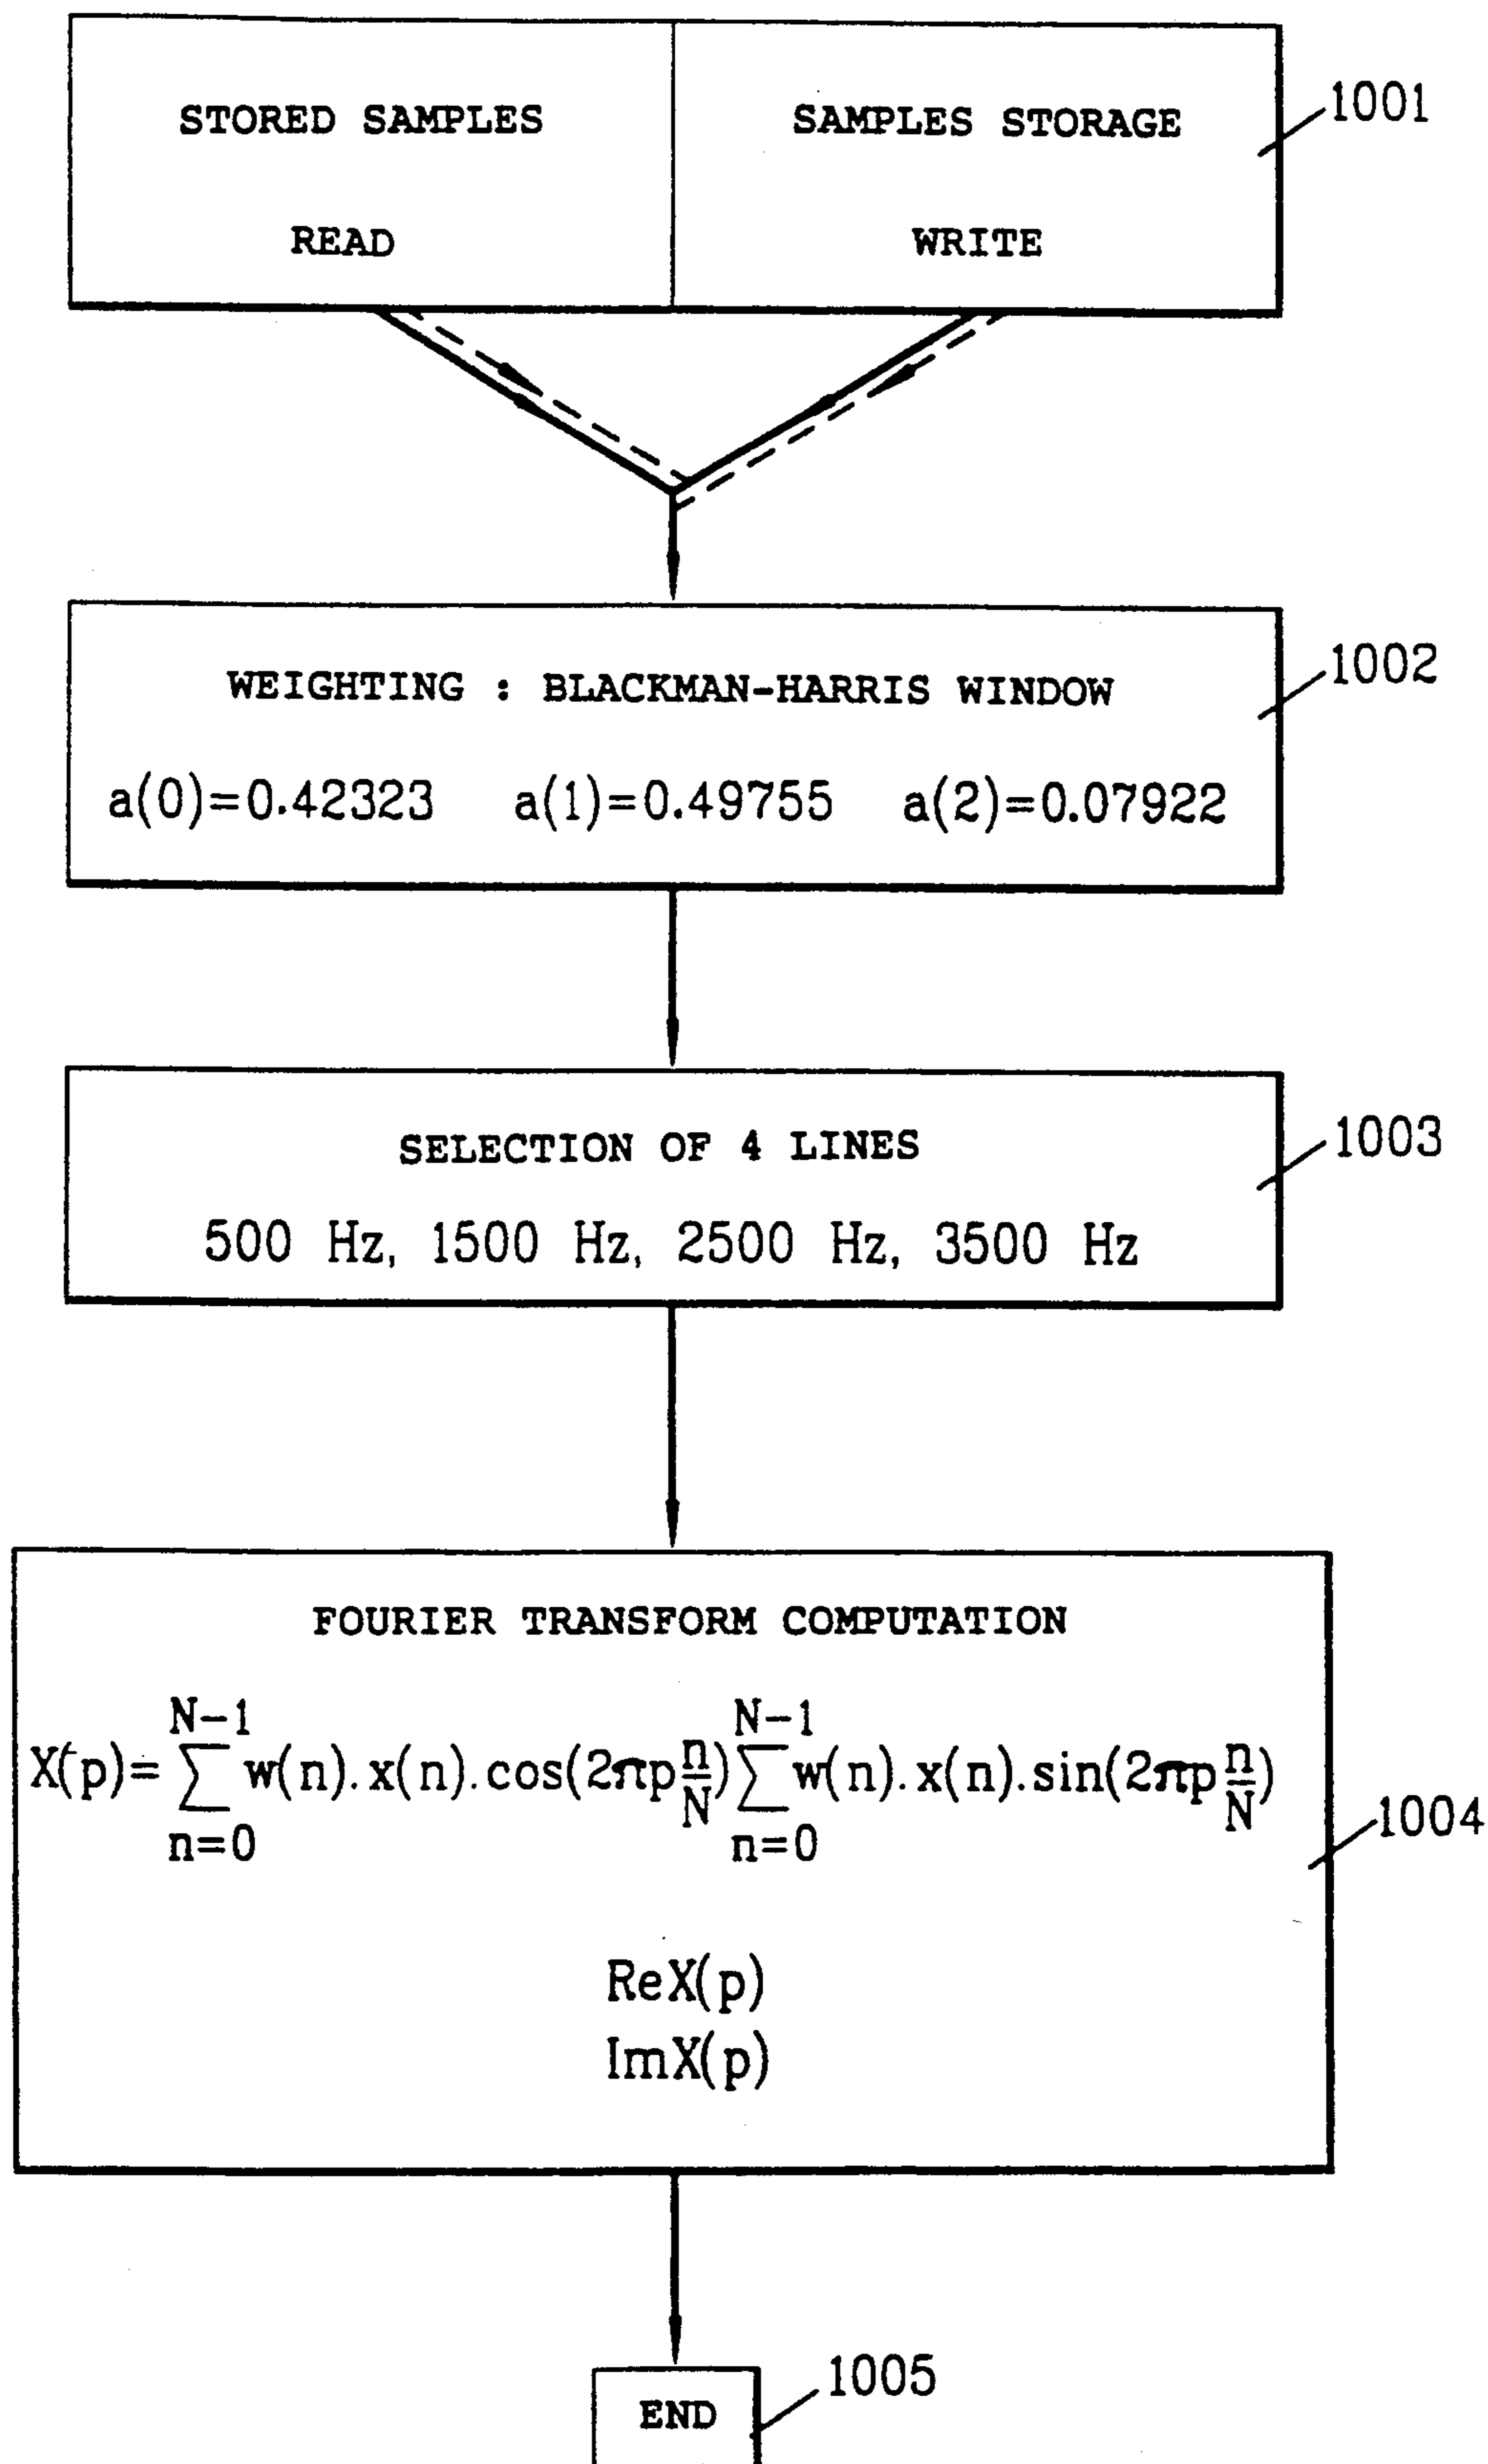 STORED SAMPLES
READ
SAMPLES STORAGE
WRITE
1001
WEIGHTING : BLACKMAN-HARRIS WINDOW
a(0)=0.42323 a(1)=0.49755 a(2)=0.07922
1002
SELECTION OF 4 LINES
500 Hz, 1500 Hz, 2500 Hz, 3500 Hz
1003
FOURIER TRANSFORM COMPUTATION
N-1 N-1
X(p)= ∑ w(n).x(n).cos(2πp n/N) ∑ w(n).x(n).sin(2πp n/N)
n=0 n=0
1004
ReX(p)
ImX(p)
1005
END